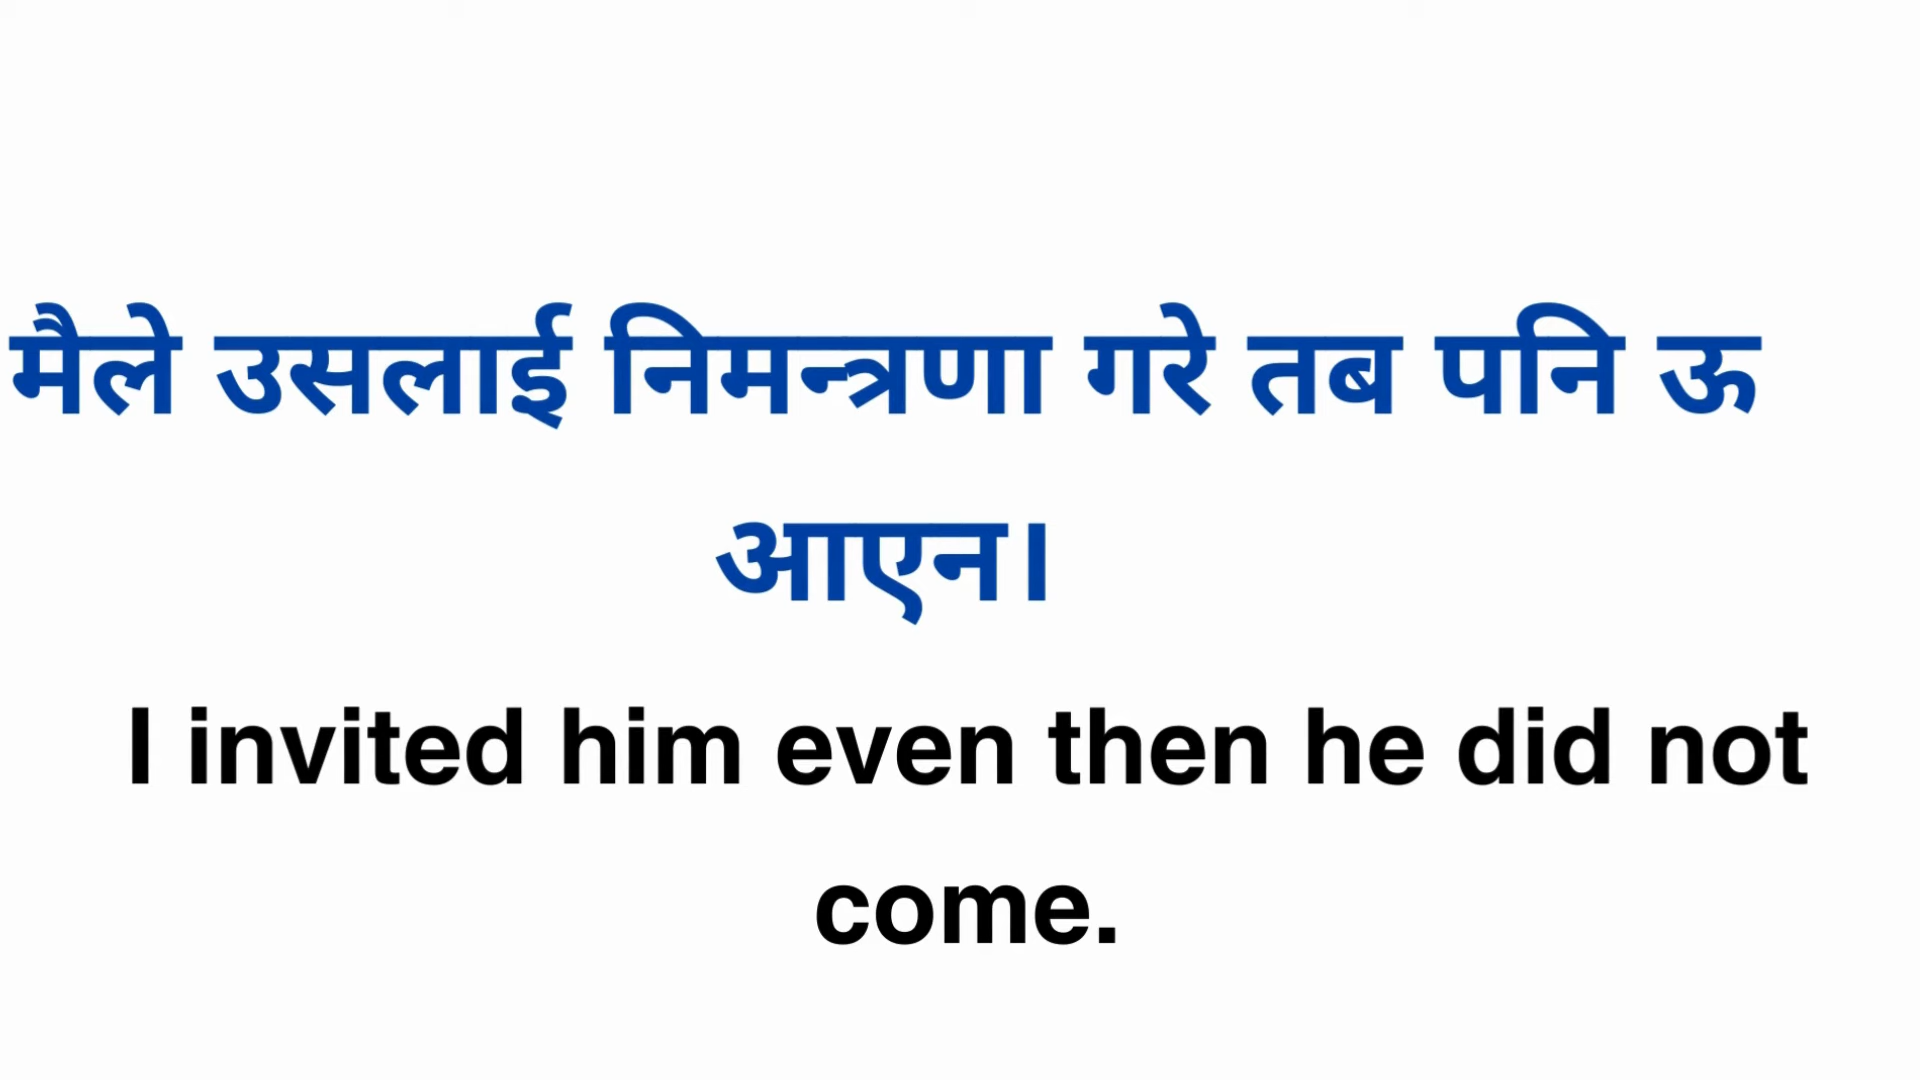 मैले उसलाई निमन्त्रणा गरे तब पनि ऊ
आएन।
I invited him even then he did not
come.